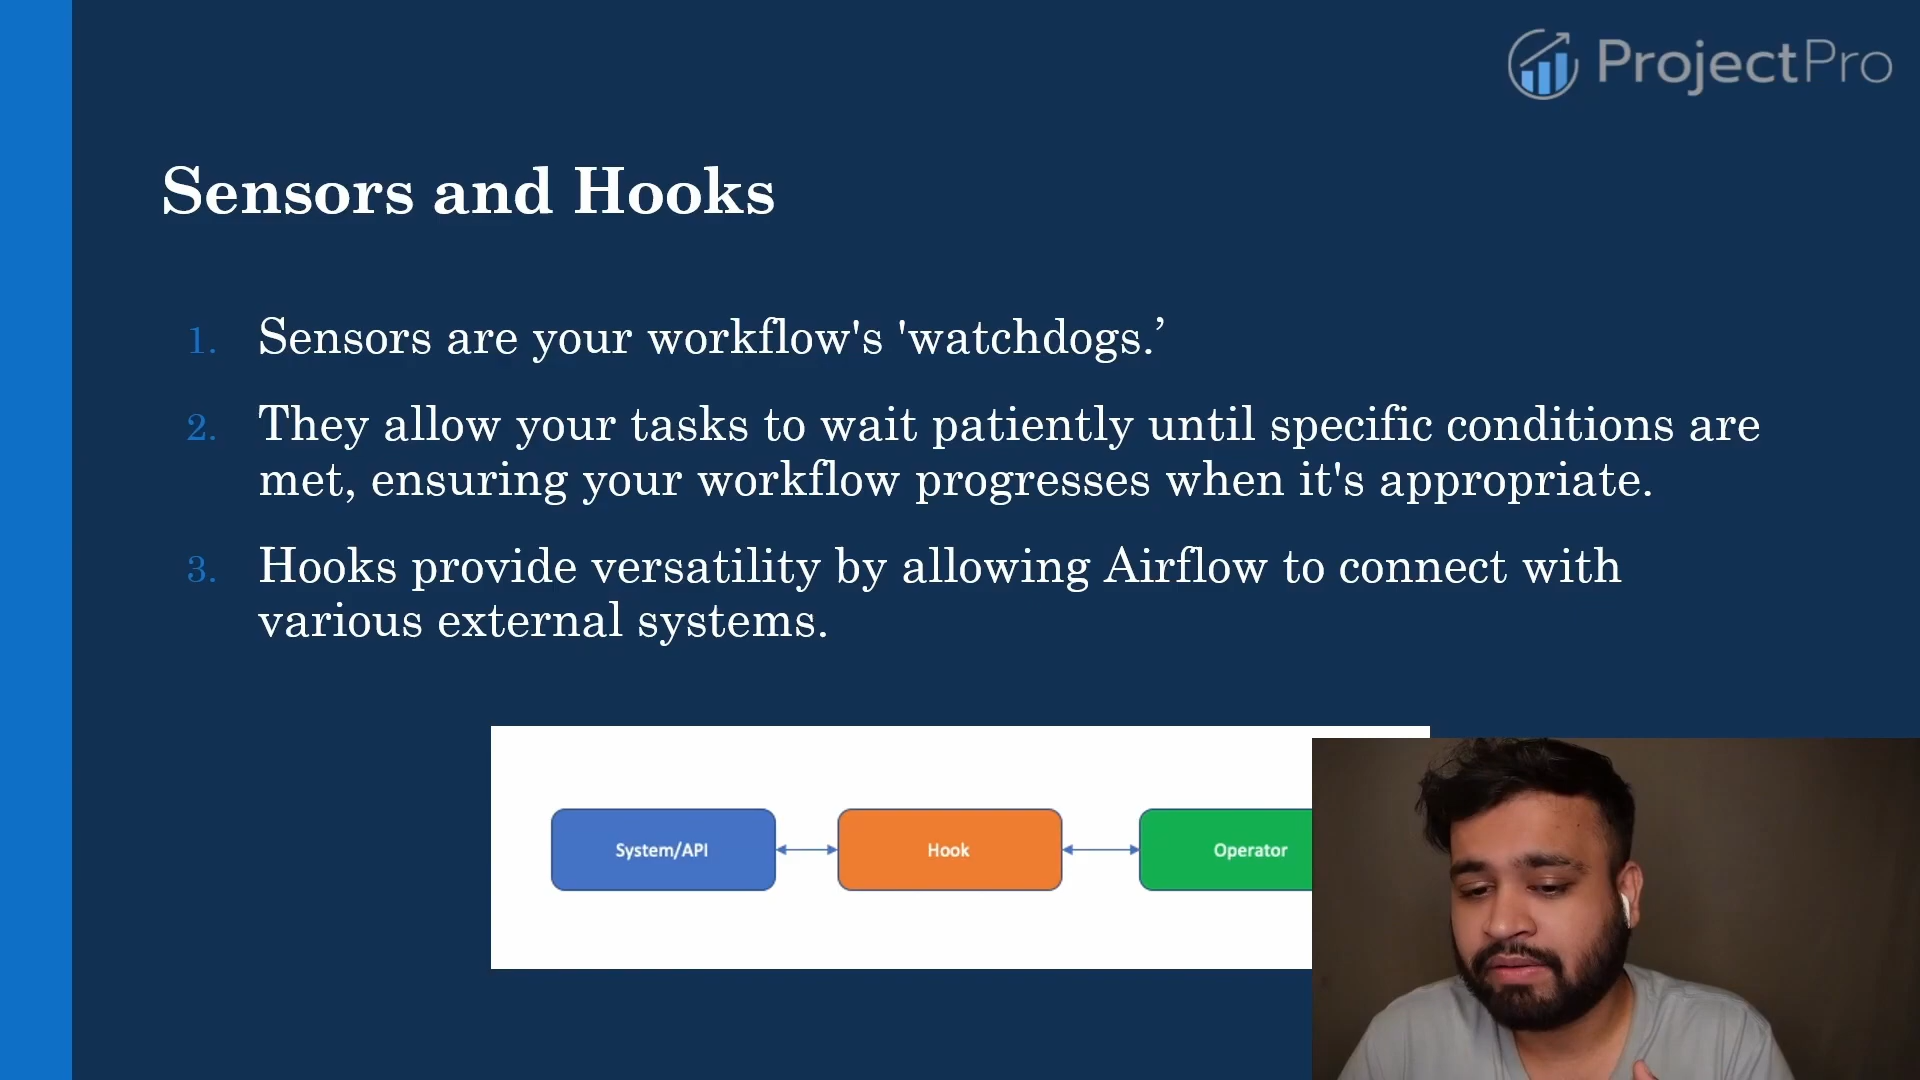 ProjectPro
Sensors and Hooks
1. Sensors are your workflow's 'watchdogs.’
2. They allow your tasks to wait patiently until specific conditions are
met, ensuring your workflow progresses when it's appropriate.
3. Hooks provide versatility by allowing Airflow to connect with
various external systems.
System/API
Hook
Operator